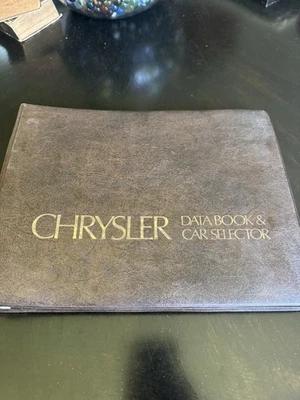 CHRYSLER DATA BOOK &
CAR SELECTOR